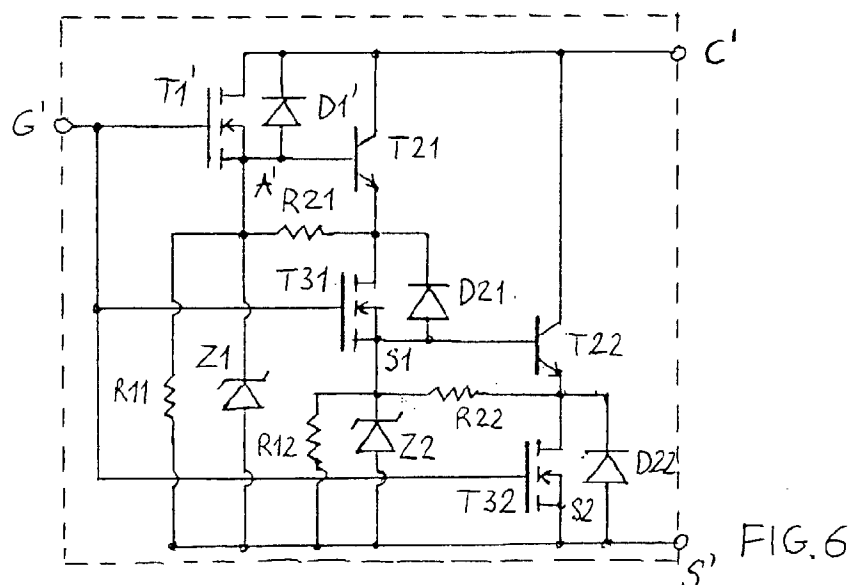 C'
T1'
D1'
G'
T21
A'
R21
T31
D21
S1
T22
Z1
R11
R12
Z2
R22
T32
S2
D22
S'
FIG.6